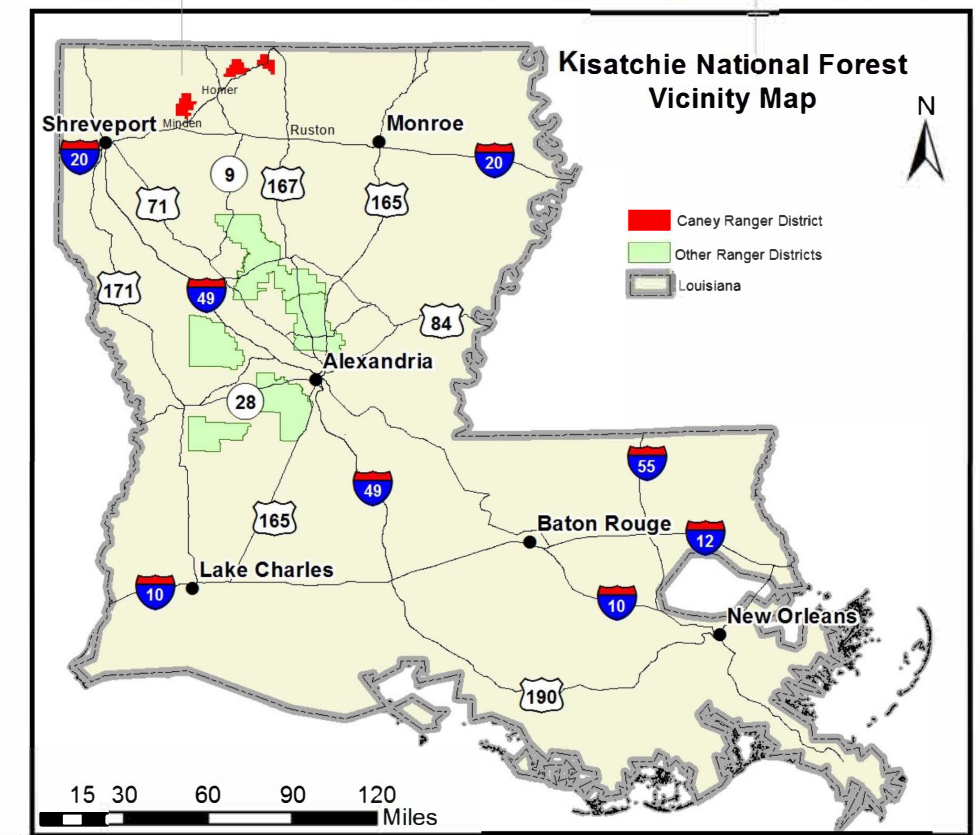 Kisatchie National Forest
Vicinity Map
N
Homer
Minden
Shreveport
Ruston
Monroe
20
20
9
167
71
165
Caney Ranger District
Other Ranger Districts
Louisiana
171
49
84
Alexandria
28
55
49
165
Baton Rouge
12
Lake Charles
10
10
New Orleans
190
15 30 60 90 120
Miles